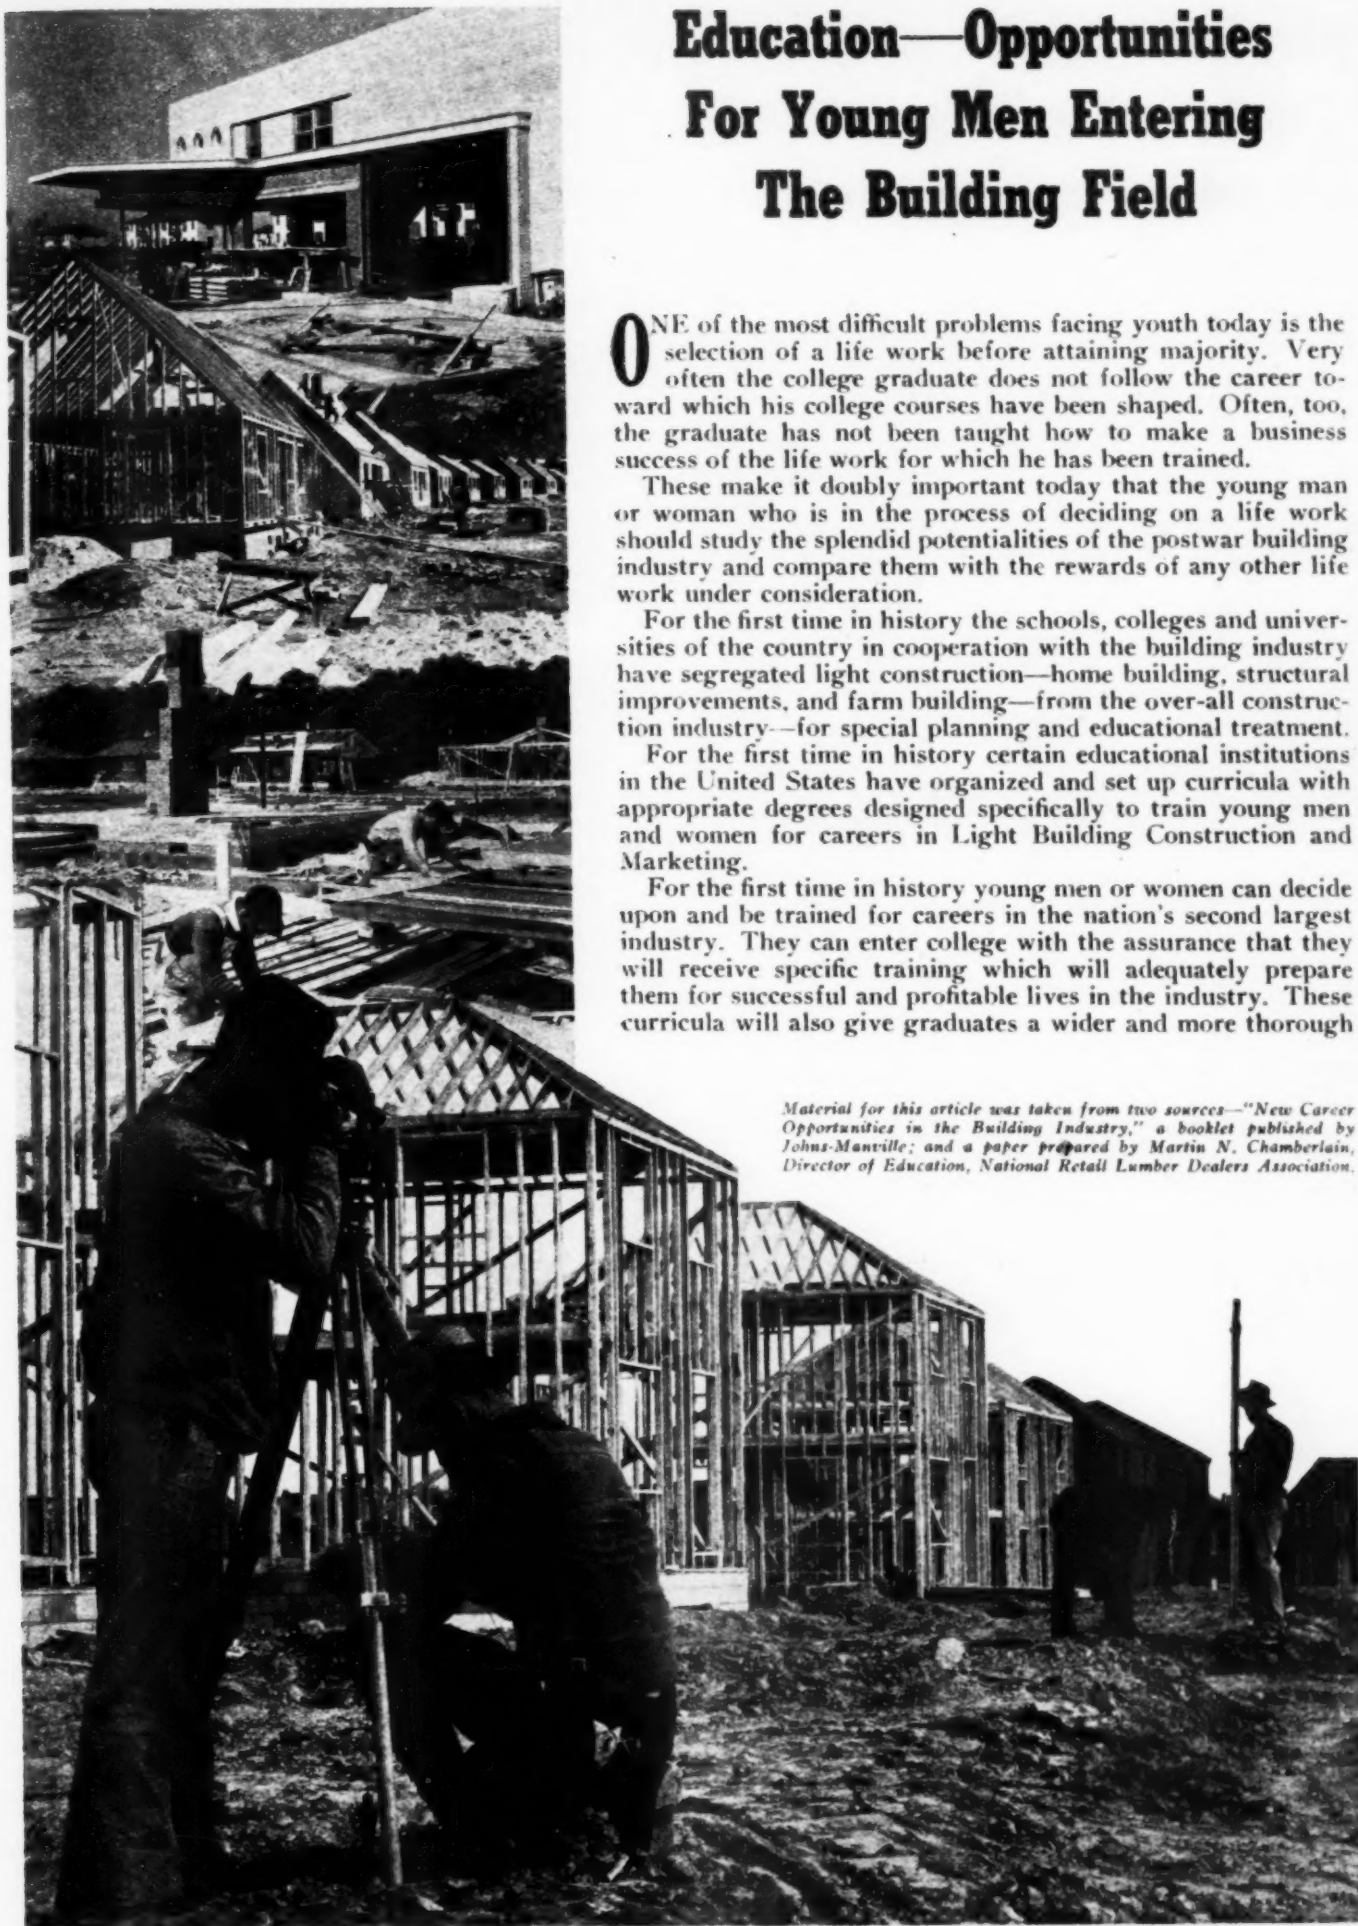 Education—Opportunities
For Young Men Entering
The Building Field
ONE of the most difficult problems facing youth today is the
selection of a life work before attaining majority. Very
often the college graduate does not follow the career to-
ward which his college courses have been shaped. Often, too,
the graduate has not been taught how to make a business
success of the life work for which he has been trained.
These make it doubly important today that the young man
or woman who is in the process of deciding on a life work
should study the splendid potentialities of the postwar building
industry and compare them with the rewards of any other life
work under consideration.
For the first time in history the schools, colleges and univer-
sities of the country in cooperation with the building industry
have segregated light construction—home building, structural
improvements, and farm building—from the over-all construc-
tion industry—for special planning and educational treatment.
For the first time in history certain educational institutions
in the United States have organized and set up curricula with
appropriate degrees designed specifically to train young men
and women for careers in Light Building Construction and
Marketing.
For the first time in history young men or women can decide
upon and be trained for careers in the nation's second largest
industry. They can enter college with the assurance that they
will receive specific training which will adequately prepare
them for successful and profitable lives in the industry. These
curricula will also give graduates a wider and more thorough
Material for this article was taken from two sources—"New Career
Opportunities in the Building Industry," a booklet published by
Johns-Manville; and a paper prepared by Martin N. Chamberlain,
Director of Education, National Retail Lumber Dealers Association.